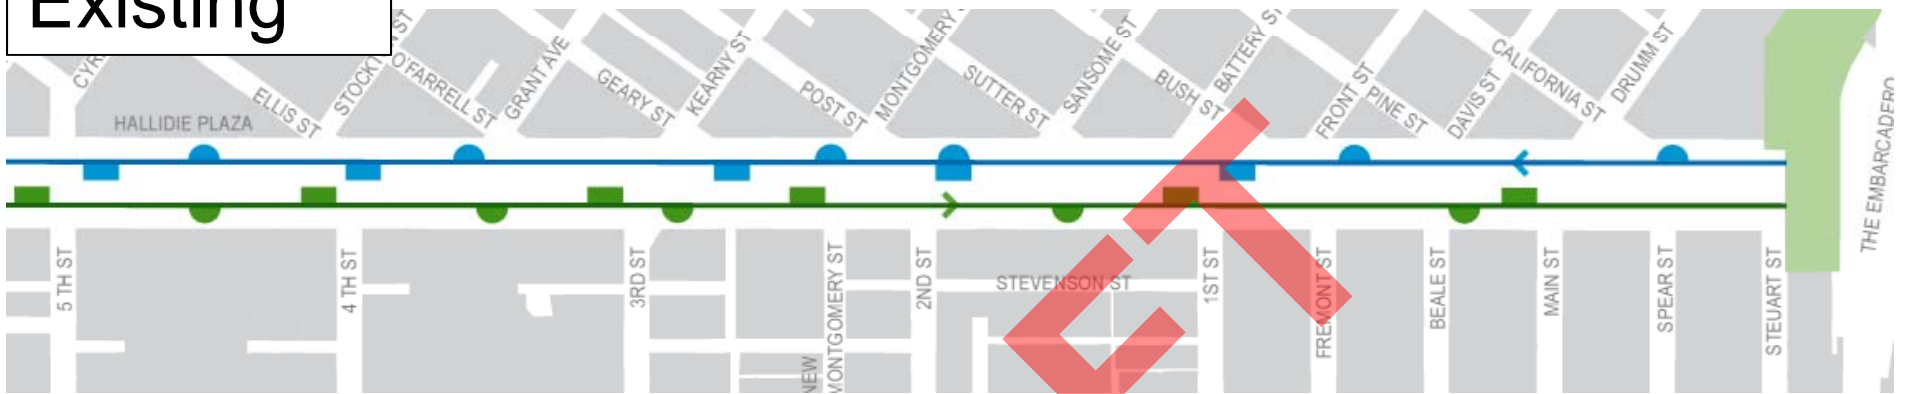 Existing
ELLIS ST
O'FARRELL ST
GRANT AVE
GEARY ST
KEARNY ST
POST ST
MONTGOMERY
SUTTER ST
SANSOME ST
BUSH ST
BATTERY ST
FRONT ST
PINE ST
DAVIS ST
CALIFORNIA ST
DRUMM ST
HALLIDIE PLAZA
THE EMBARCADERO
5 TH ST
4 TH ST
3RD ST
NEW
MONTGOMERY ST
2ND ST
STEVENSON ST
1ST ST
FREMONT ST
BEALE ST
MAIN ST
SPEAR ST
STEUART ST
ET